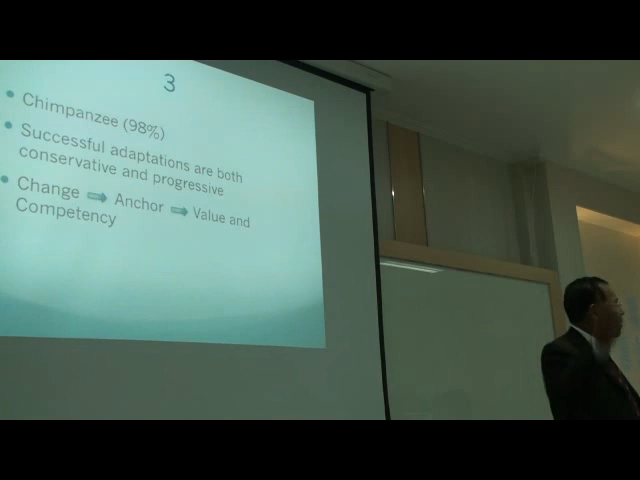 3
Chimpanzee (98%)
Successful adaptations are both
conservative and progressive
Change ➡ Anchor ➡ Value and
Competency